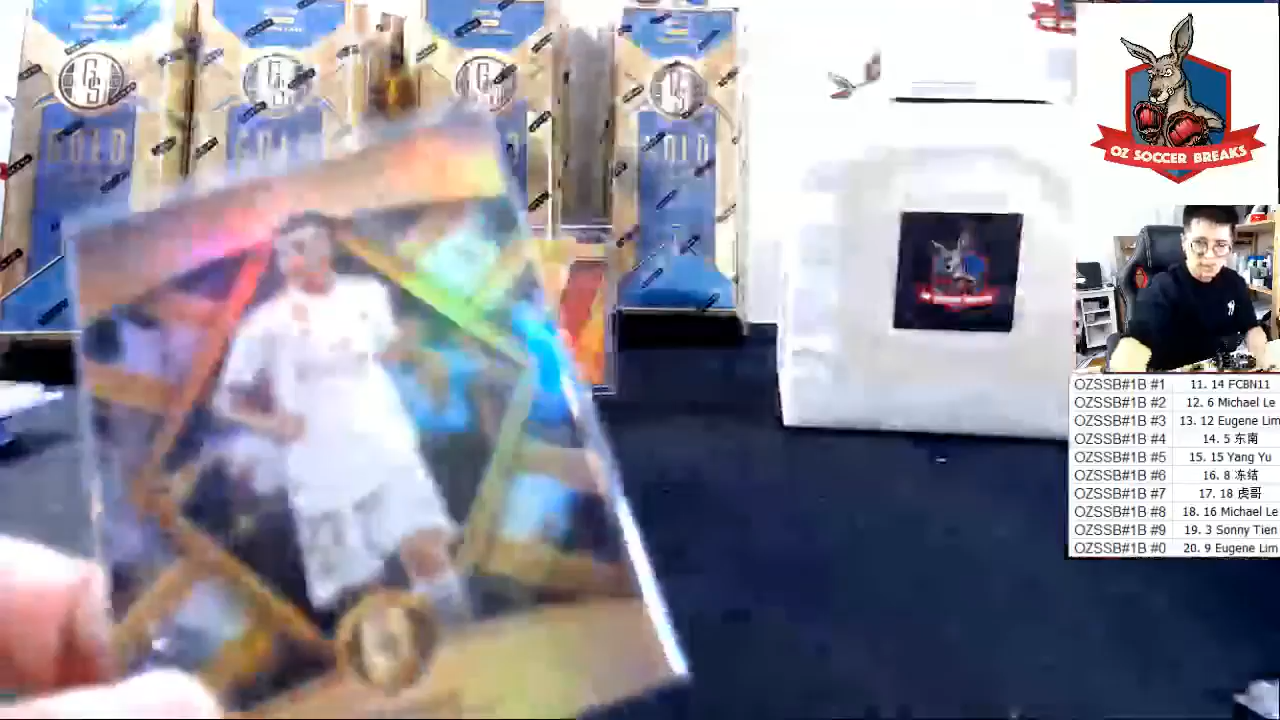 GS
GOLD
OZ SOCCER BREAKS
OZSSB#1B #1 11. 14 FCBN11
OZSSB#1B #2 12. 6 Michael Le
OZSSB#1B #3 13. 12 Eugene Lim
OZSSB#1B #4 14. 5 东南
OZSSB#1B #5 15. 15 Yang Yu
OZSSB#1B #6 16. 8 冻结
OZSSB#1B #7 17. 18 虎哥
OZSSB#1B #8 18. 16 Michael Le
OZSSB#1B #9 19. 3 Sonny Tien
OZSSB#1B #0 20. 9 Eugene Lim